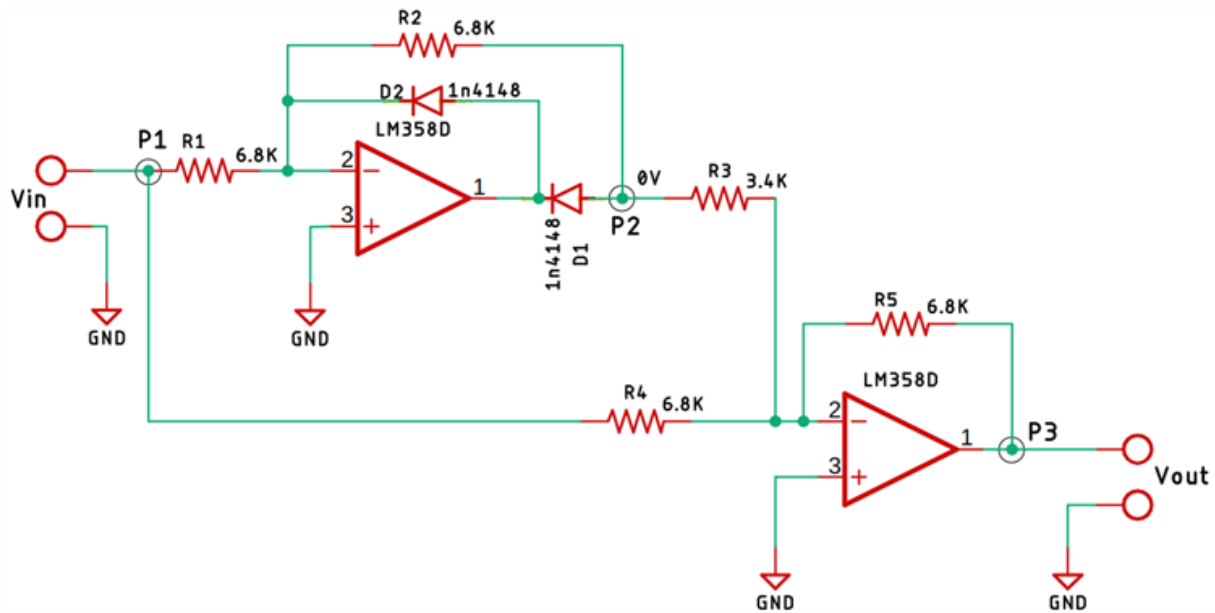 R2
6.8K
D2
1n4148
LM358D
P1
R1
6.8K
2
1
3
Vin
GND
GND
1n4148
D1
0V
P2
R3
3.4K
R5
6.8K
LM358D
R4
6.8K
2
1
3
P3
Vout
GND
GND